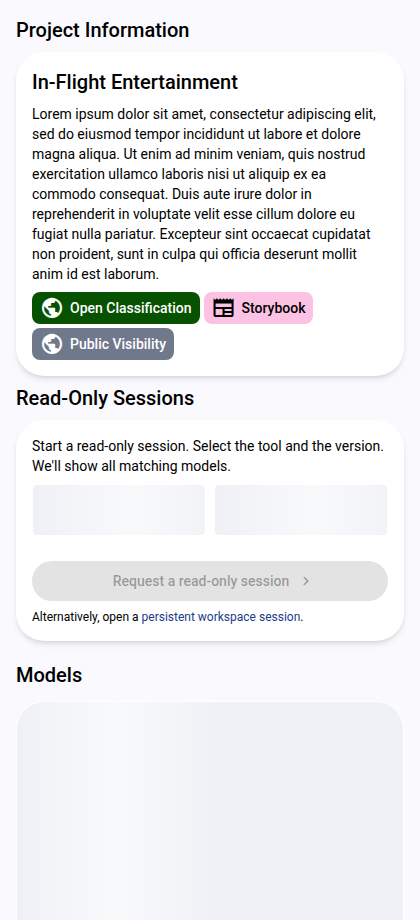 Project Information
In-Flight Entertainment
Lorem ipsum dolor sit amet, consectetur adipiscing elit,
sed do eiusmod tempor incididunt ut labore et dolore
magna aliqua. Ut enim ad minim veniam, quis nostrud
exercitation ullamco laboris nisi ut aliquip ex ea
commodo consequat. Duis aute irure dolor in
reprehenderit in voluptate velit esse cillum dolore eu
fugiat nulla pariatur. Excepteur sint occaecat cupidatat
non proident, sunt in culpa qui officia deserunt mollit
anim id est laborum.
Open Classification Storybook
Public Visibility
Read-Only Sessions
Start a read-only session. Select the tool and the version.
We'll show all matching models.
Request a read-only session
Alternatively, open a persistent workspace session.
Models